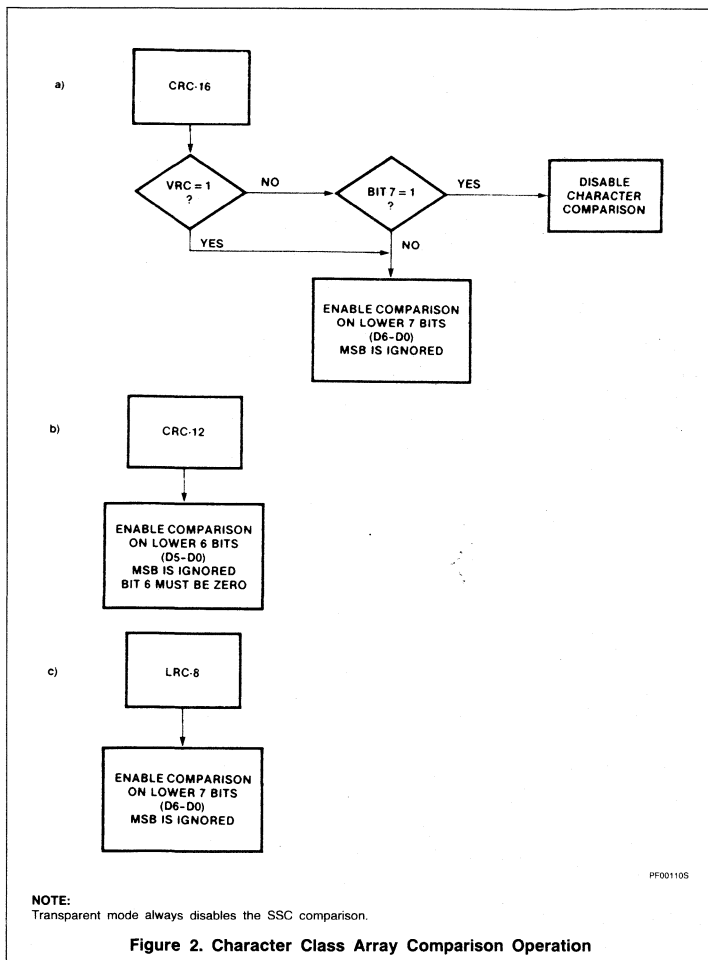 a)
CRC-16
VRC = 1
?
NO
BIT 7 = 1
?
YES
DISABLE
CHARACTER
COMPARISON
YES
NO
ENABLE COMPARISON
ON LOWER 7 BITS
(D6-D0)
MSB IS IGNORED
b)
CRC-12
ENABLE COMPARISON
ON LOWER 6 BITS
(D5-D0)
MSB IS IGNORED
BIT 6 MUST BE ZERO
c)
LRC-8
ENABLE COMPARISON
ON LOWER 7 BITS
(D6-D0)
MSB IS IGNORED
PF00110S
NOTE:
Transparent mode always disables the SSC comparison.
Figure 2. Character Class Array Comparison Operation